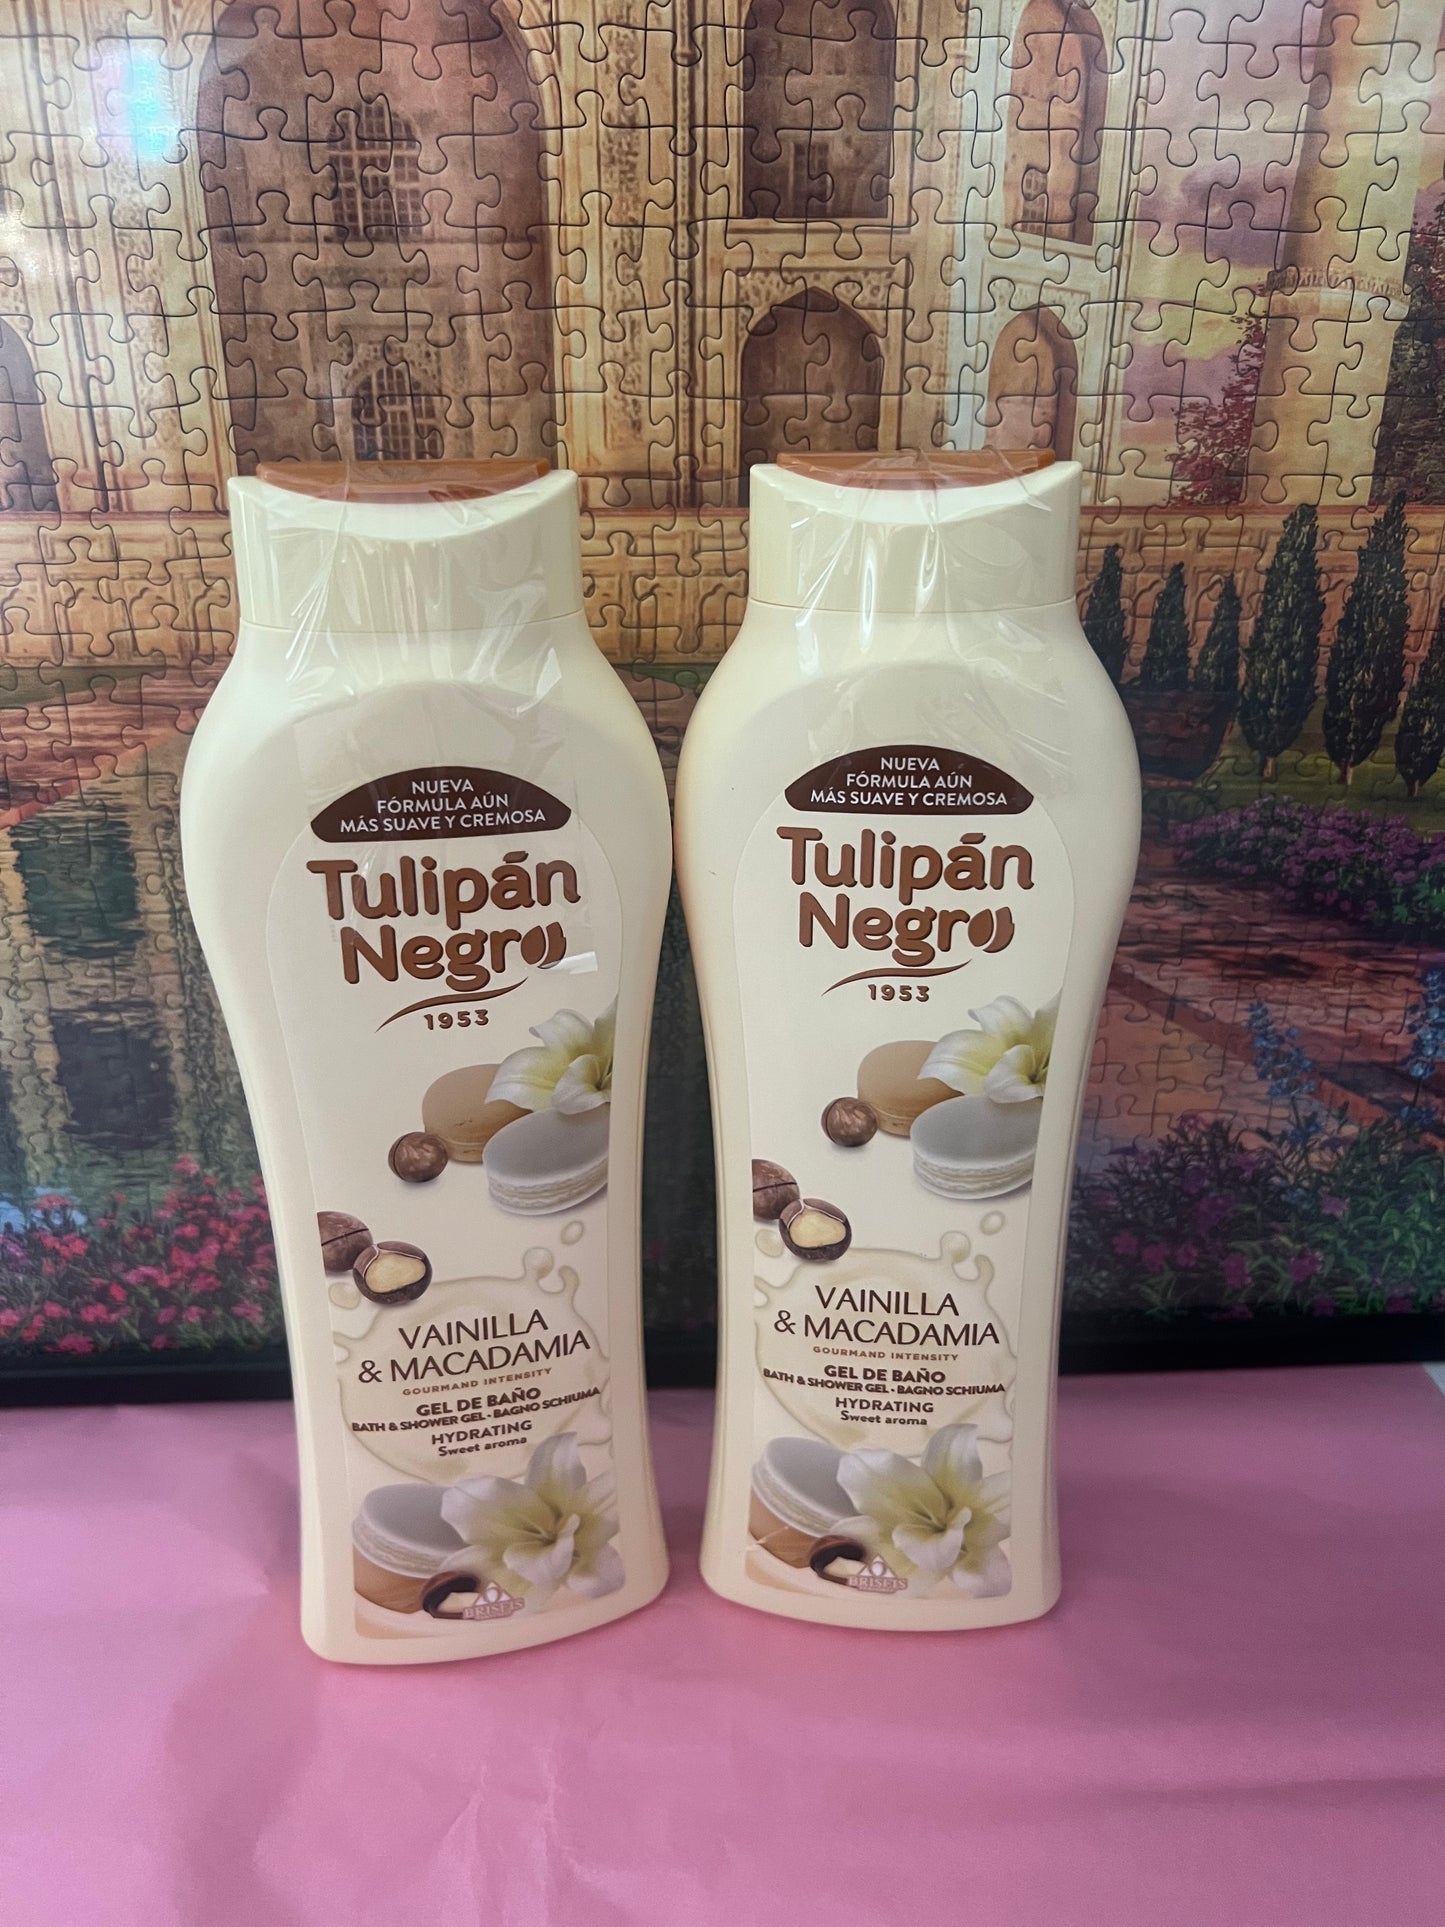 NUEVA
FÓRMULA AÚN
MÁS SUAVE Y CREMOSA
Tulipán
Negro
1953
VAINILLA
& MACADAMIA
GOURMAND INTENSITY
GEL DE BAÑO
BATH & SHOWER GEL • BAGNO SCHIUMA
HYDRATING
Sweet aroma
BRISEIS
NUEVA
FÓRMULA AÚN
MÁS SUAVE Y CREMOSA
Tulipán
Negro
1953
VAINILLA
& MACADAMIA
GOURMAND INTENSITY
GEL DE BAÑO
BATH & SHOWER GEL • BAGNO SCHIUMA
HYDRATING
Sweet aroma
BRISEIS